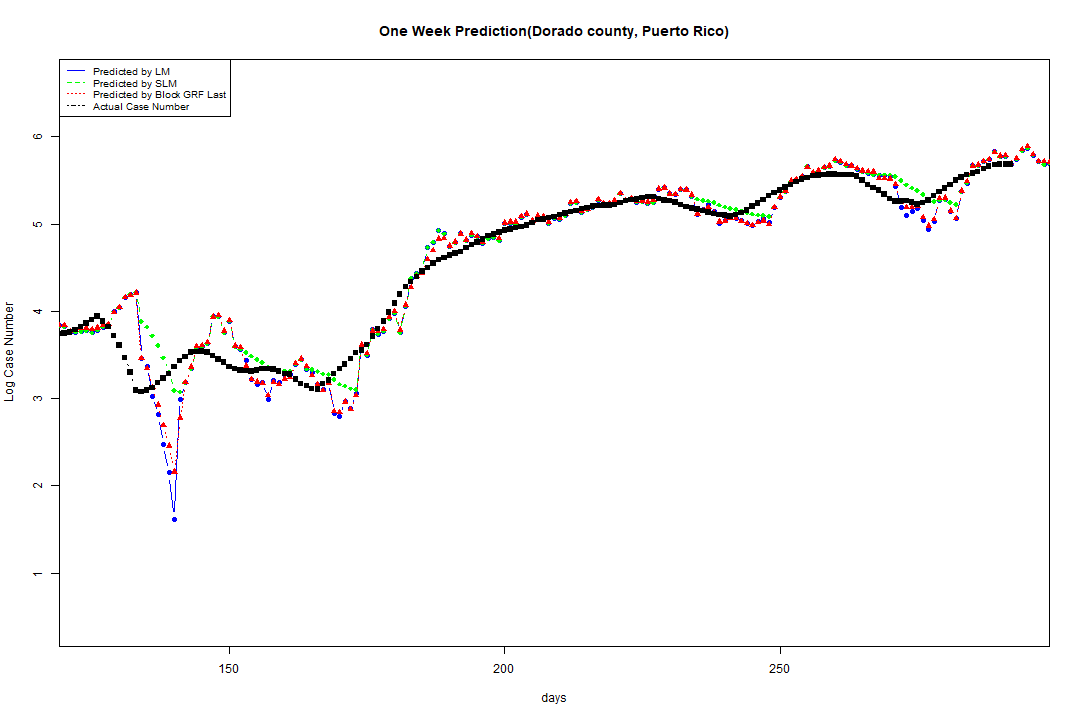 One Week Prediction(Dorado county, Puerto Rico)
Predicted by LM
Predicted by SLM
Predicted by Block GRF Last
Actual Case Number
Log Case Number
6
5
4
3
2
1
150 200 250
days